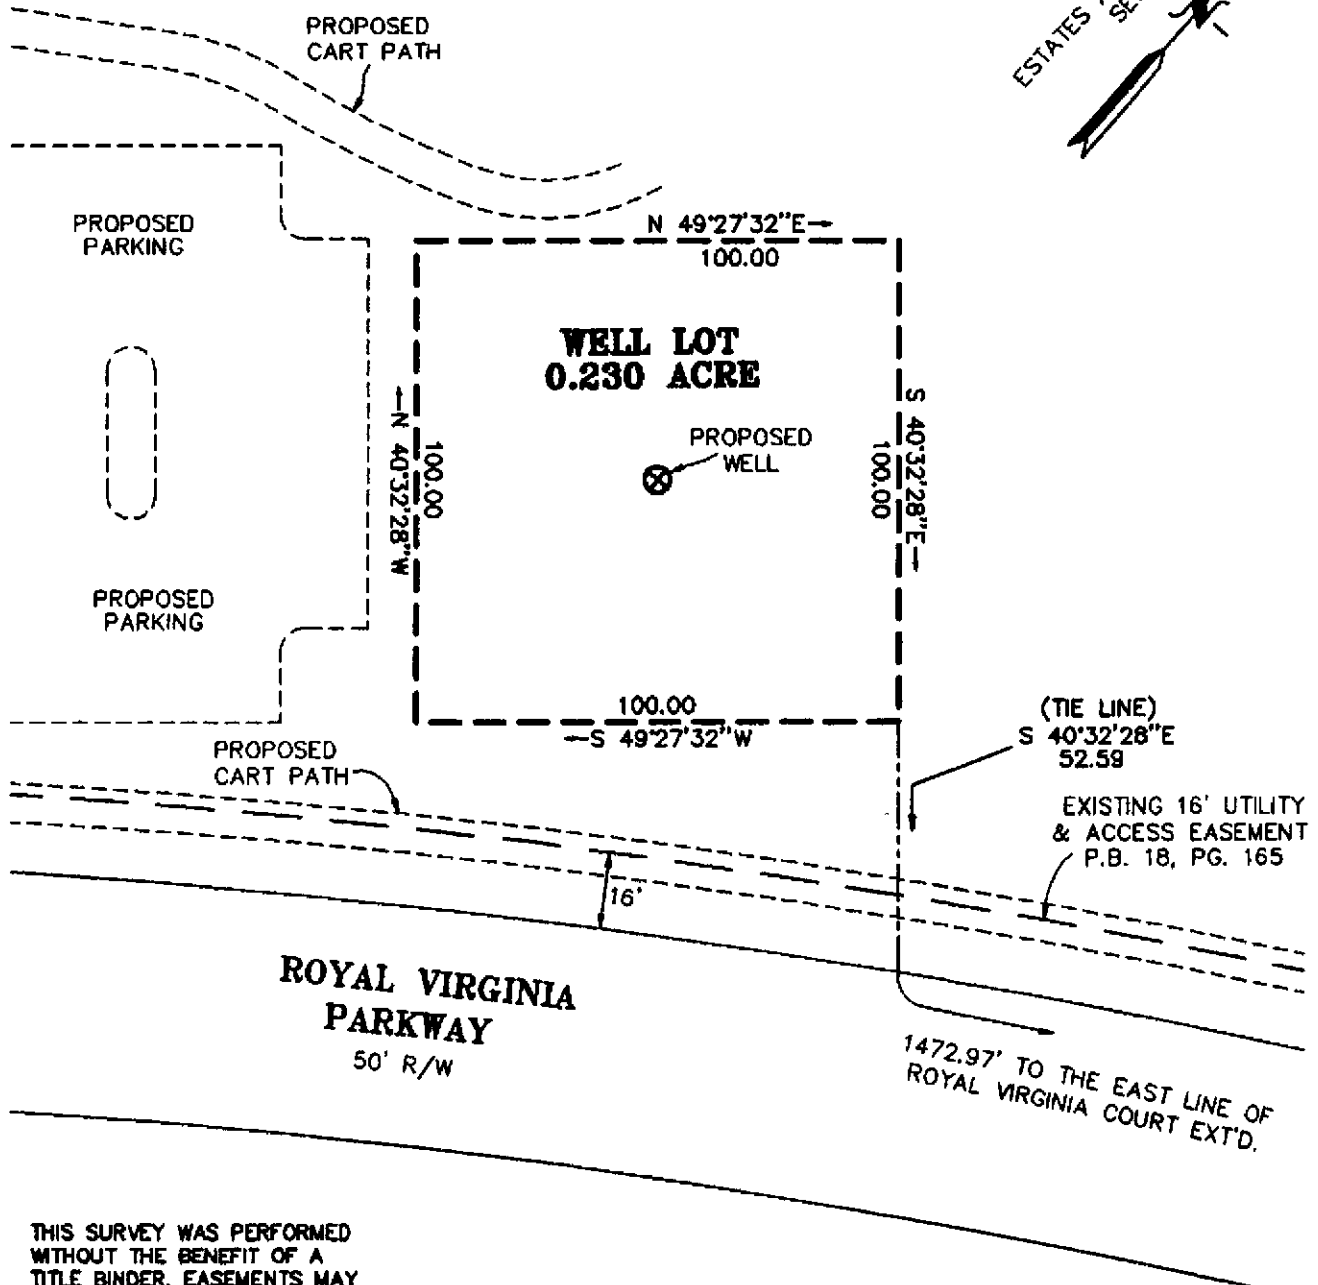 PROPOSED
CART PATH
ESTATES
PROPOSED
PARKING
N 49°27'32"E
100.00
WELL LOT
0.230 ACRE
PROPOSED
WELL
N 40°32'28"W
100.00
S 40°32'28"E
100.00
PROPOSED
PARKING
100.00
S 49°27'32"W
(TIE LINE)
S 40°32'28"E
52.59
PROPOSED
CART PATH
EXISTING 16' UTILITY
& ACCESS EASEMENT
P.B. 18, PG. 165
16'
ROYAL VIRGINIA
PARKWAY
50' R/W
1472.97' TO THE EAST LINE OF
ROYAL VIRGINIA COURT EXT'D.
THIS SURVEY WAS PERFORMED
WITHOUT THE BENEFIT OF A
TITLE BINDER. EASEMENTS MAY